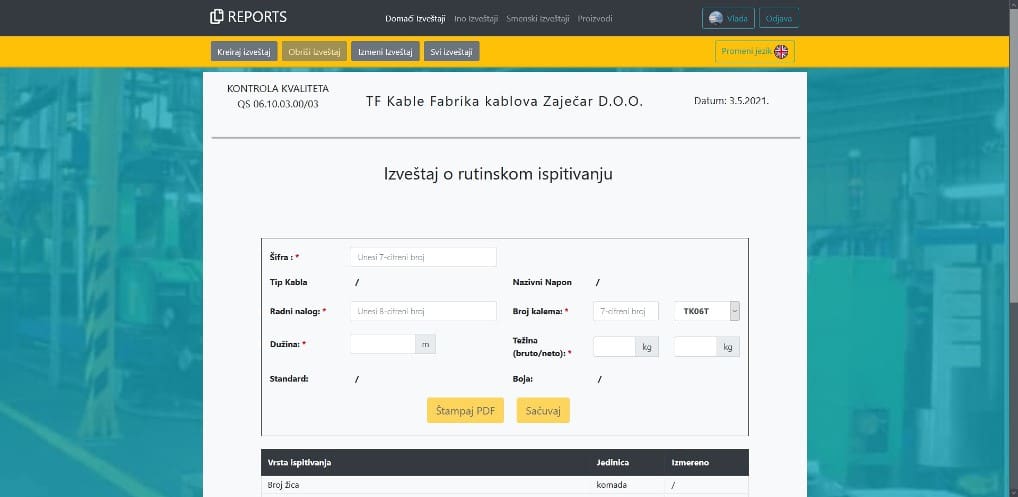 REPORTS
Domaći Izveštaji Ino Izveštaji Smenski Izveštaji Proizvodi
Vlada Odjava
Kreiraj izveštaj Obriši Izveštaj Izmeni Izveštaj Svi izveštaji
Promeni jezik
KONTROLA KVALITETA
QS 06.10.03.00/03
TF Kable Fabrika kablova Zaječar D.O.O.
Datum: 3.5.2021.
Izveštaj o rutinskom ispitivanju
Šifra : * Unesi 7-cifreni broj
Tip Kabla / Nazivni Napon /
Radni nalog: * Unesi 8-cifreni broj Broj kalema: * 7-cifreni broj TK06T
Dužina: * m Težina
(bruto/neto): * kg kg
Standard: / Boja: /
Štampaj PDF Sačuvaj
Vrsta ispitivanja Jedinica Izmereno
Broj žica komada /